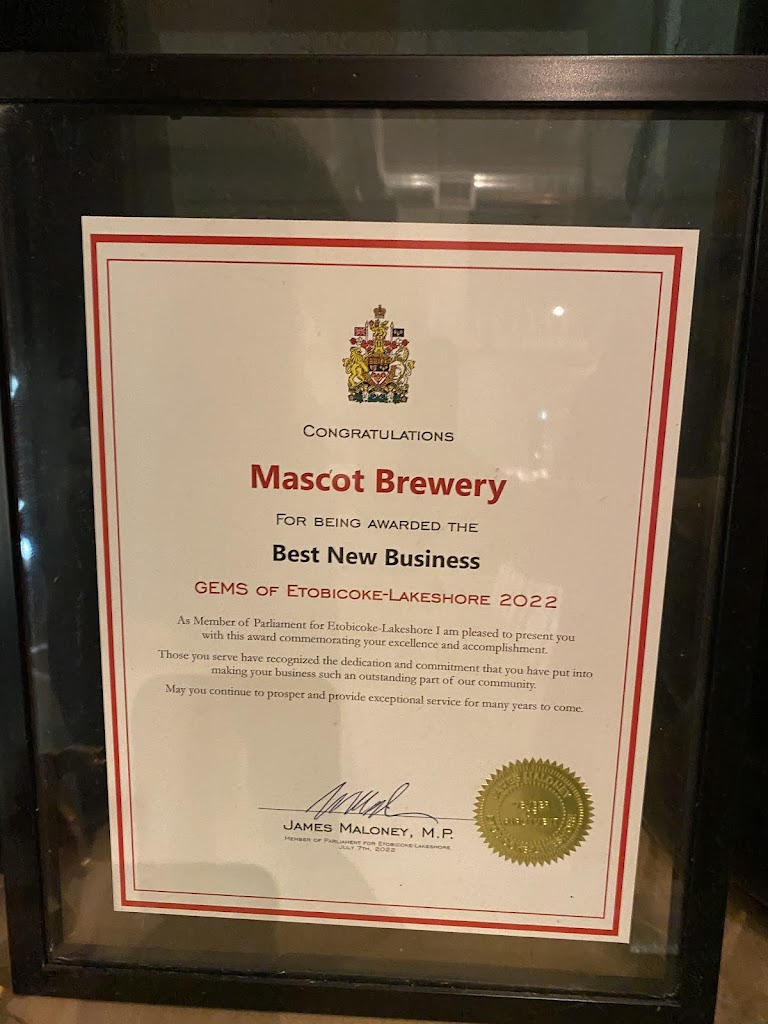 CONGRATULATIONS
Mascot Brewery
FOR BEING AWARDED THE
Best New Business
GEMS OF ETOBICOKE-LAKESHORE 2022
As Member of Parliament for Etobicoke-Lakeshore I am pleased to present you
with this award commemorating your excellence and accomplishment.
Those you serve have recognized the dedication and commitment that you have put into
making your business such an outstanding part of our community.
May you continue to prosper and provide exceptional service for many years to come.
JAMES MALONEY, M.P.
MEMBER OF PARLIAMENT FOR ETOBICOKE-LAKESHORE
JULY 7TH, 2022